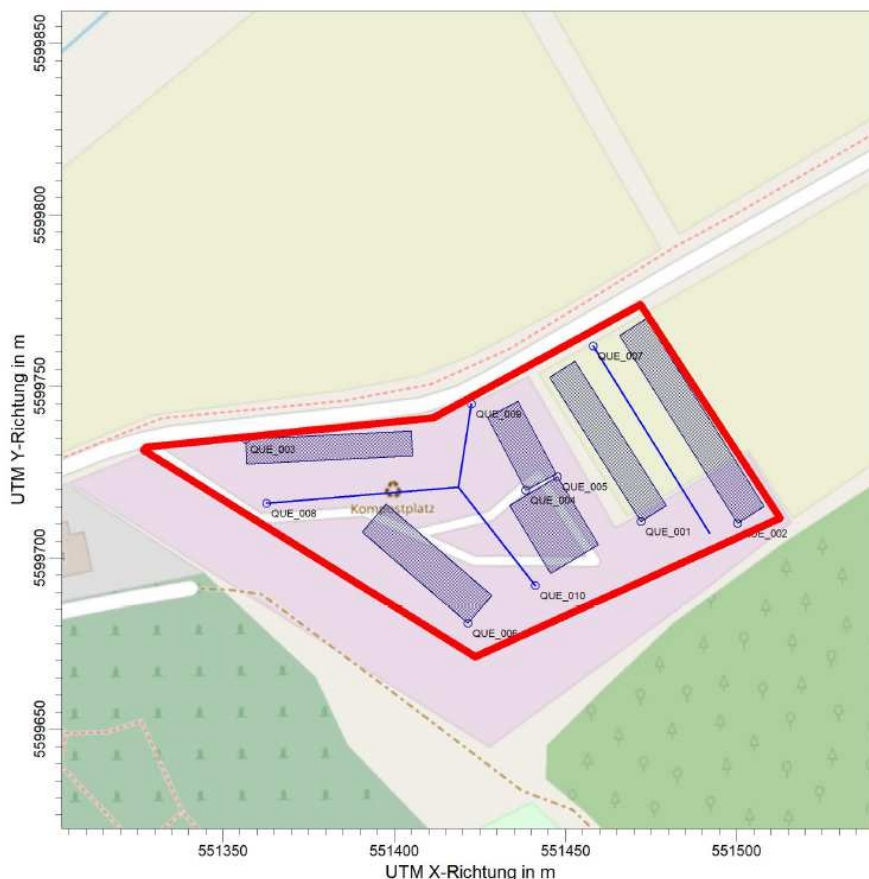 5599850
5599800
5599750
5599700
5599650
UTM Y-Richtung in m
QUE_007
QUE_009
QUE_003
QUE_005
QUE_004
QUE_008
Kompostplatz
QUE_001
QUE_002
QUE_010
QUE_006
551350
551400
551450
551500
UTM X-Richtung in m